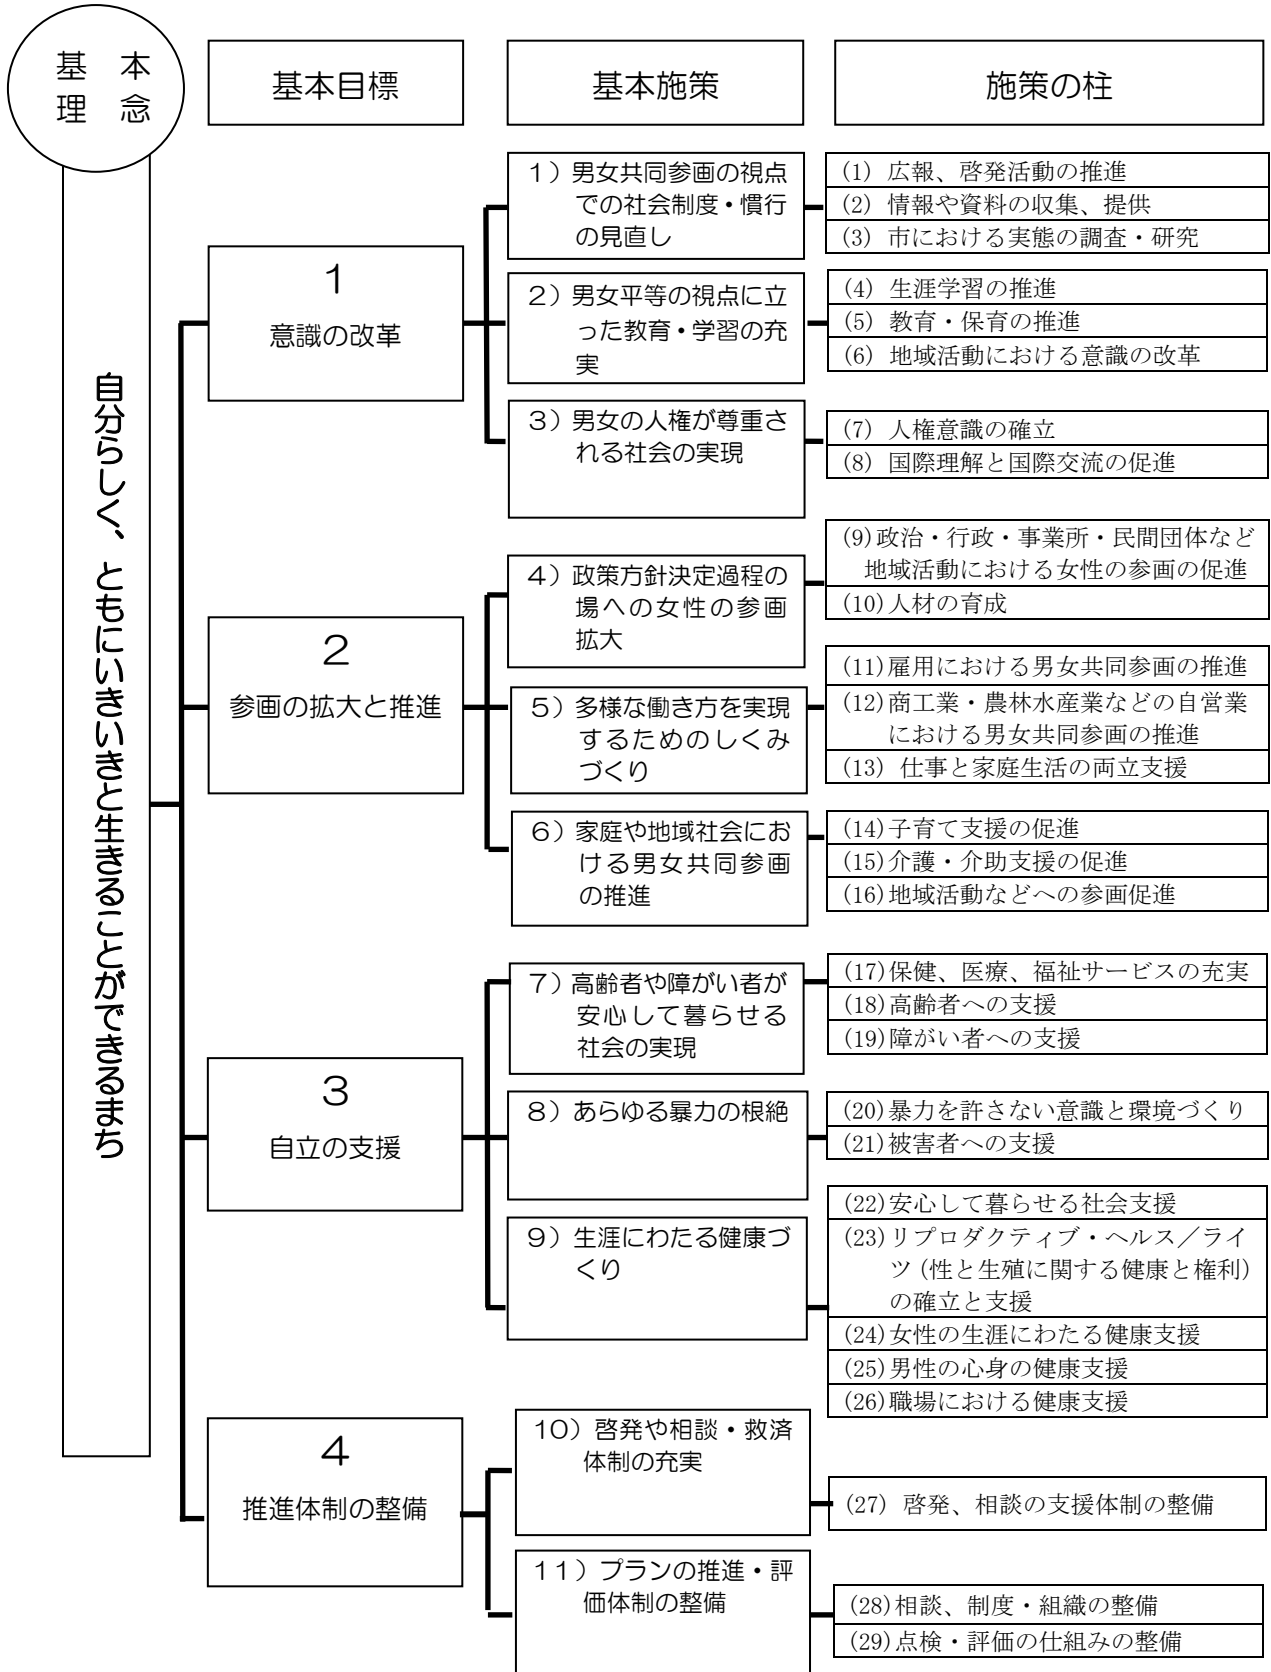 基　本
理　念
基本目標
基本施策
施策の柱
自分らしく、ともにいきいきと生きることができるまち
1
意識の改革
1）男女共同参画の視点
での社会制度・慣行
の見直し
(1) 広報、啓発活動の推進
(2) 情報や資料の収集、提供
(3) 市における実態の調査・研究
2）男女平等の視点に立
った教育・学習の充
実
(4) 生涯学習の推進
(5) 教育・保育の推進
(6) 地域活動における意識の改革
3）男女の人権が尊重さ
れる社会の実現
(7) 人権意識の確立
(8) 国際理解と国際交流の促進
2
参画の拡大と推進
4）政策方針決定過程の
場への女性の参画
拡大
(9)政治・行政・事業所・民間団体など
地域活動における女性の参画の促進
(10)人材の育成
5）多様な働き方を実現
するためのしくみ
づくり
(11)雇用における男女共同参画の推進
(12)商工業・農林水産業などの自営業
における男女共同参画の推進
(13) 仕事と家庭生活の両立支援
6）家庭や地域社会にお
ける男女共同参画
の推進
(14)子育て支援の促進
(15)介護・介助支援の促進
(16)地域活動などへの参画促進
3
自立の支援
7）高齢者や障がい者が
安心して暮らせる
社会の実現
(17)保健、医療、福祉サービスの充実
(18)高齢者への支援
(19)障がい者への支援
8）あらゆる暴力の根絶
(20)暴力を許さない意識と環境づくり
(21)被害者への支援
9）生涯にわたる健康づ
くり
(22)安心して暮らせる社会支援
(23)リプロダクティブ・ヘルス／ライ
ツ（性と生殖に関する健康と権利）
の確立と支援
(24)女性の生涯にわたる健康支援
(25)男性の心身の健康支援
(26)職場における健康支援
4
推進体制の整備
10）啓発や相談・救済
体制の充実
(27) 啓発、相談の支援体制の整備
11）プランの推進・評
価体制の整備
(28)相談、制度・組織の整備
(29)点検・評価の仕組みの整備